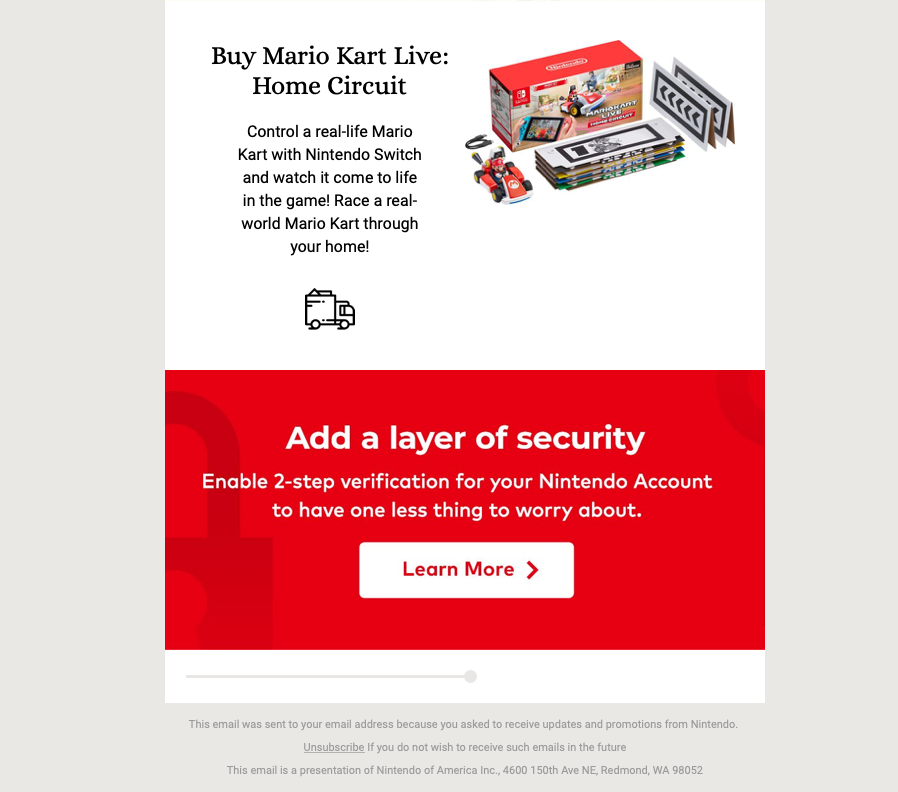 Buy Mario Kart Live:
Home Circuit
Control a real-life Mario
Kart with Nintendo Switch
and watch it come to life
in the game! Race a real-
world Mario Kart through
your home!
Nintendo
MARIOKART
LIVE
HOME CIRCUIT
Add a layer of security
Enable 2-step verification for your Nintendo Account
to have one less thing to worry about.
Learn More
This email was sent to your email address because you asked to receive updates and promotions from Nintendo.
Unsubscribe If you do not wish to receive such emails in the future
This email is a presentation of Nintendo of America Inc., 4600 150th Ave NE, Redmond, WA 98052